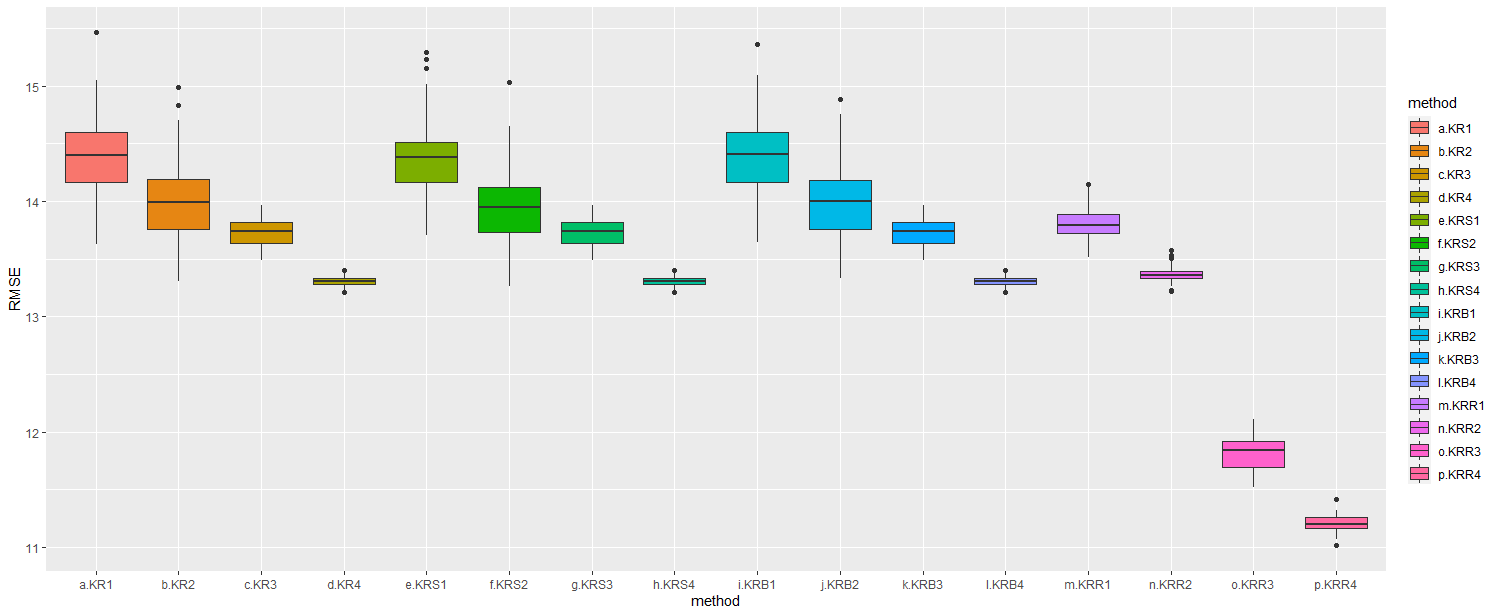 RMSE
15
14
13
12
11
a.KR1 b.KR2 c.KR3 d.KR4 e.KRS1 f.KRS2 g.KRS3 h.KRS4 i.KRB1 j.KRB2 k.KRB3 l.KRB4 m.KRR1 n.KRR2 o.KRR3 p.KRR4
method
method
a.KR1
b.KR2
c.KR3
d.KR4
e.KRS1
f.KRS2
g.KRS3
h.KRS4
i.KRB1
j.KRB2
k.KRB3
l.KRB4
m.KRR1
n.KRR2
o.KRR3
p.KRR4